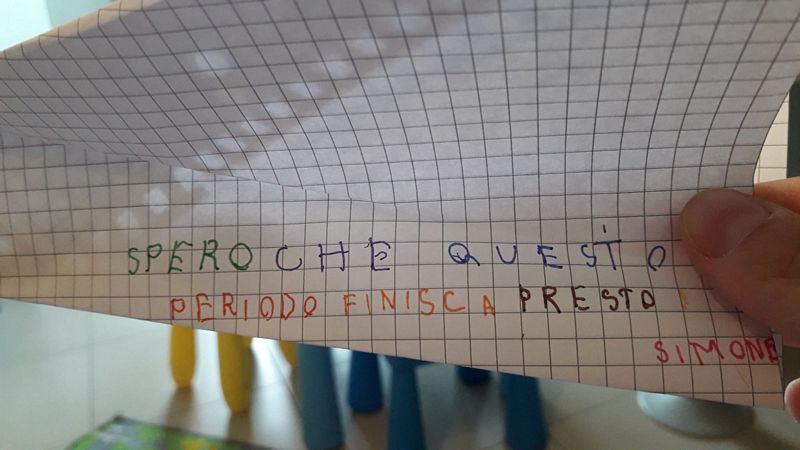 SPERO CHE QUESTO
PERIODO FINISCA PRESTO
SIMONE